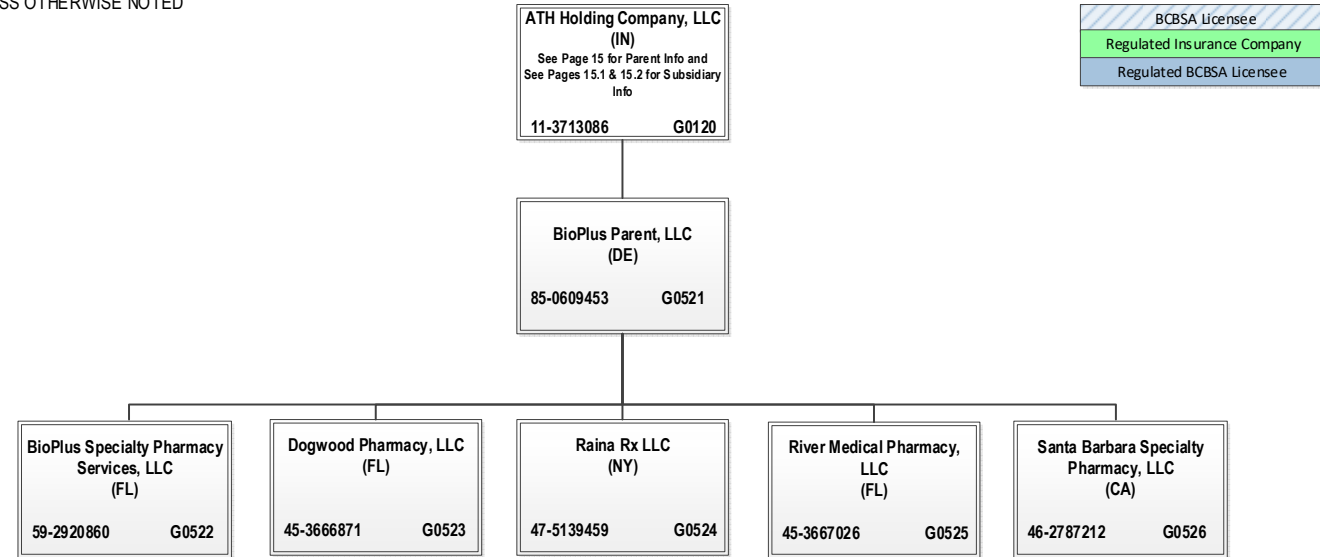 SS OTHERWISE NOTED
BCBSA Licensee
Regulated Insurance Company
Regulated BCBSA Licensee
ATH Holding Company, LLC
(IN)
See Page 15 for Parent Info and
See Pages 15.1 & 15.2 for Subsidiary
Info
11-3713086 G0120
BioPlus Parent, LLC
(DE)
85-0609453 G0521
BioPlus Specialty Pharmacy
Services, LLC
(FL)
59-2920860 G0522
Dogwood Pharmacy, LLC
(FL)
45-3666871 G0523
Raina Rx LLC
(NY)
47-5139459 G0524
River Medical Pharmacy,
LLC
(FL)
45-3667026 G0525
Santa Barbara Specialty
Pharmacy, LLC
(CA)
46-2787212 G0526